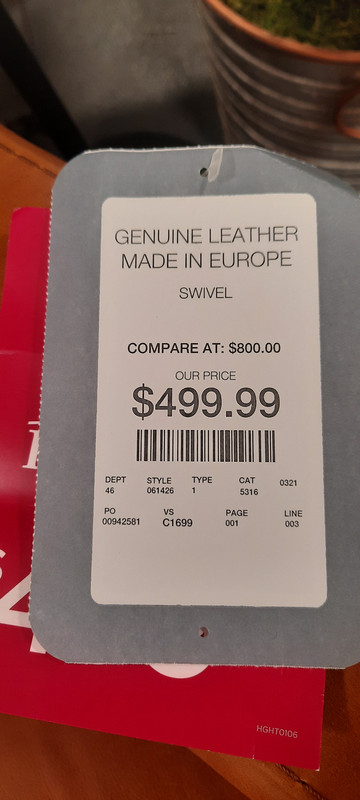 GENUINE LEATHER
MADE IN EUROPE
SWIVEL
COMPARE AT: $800.00
OUR PRICE
$499.99
DEPT STYLE TYPE CAT 0321
46 061426 1 5316
PO VS PAGE LINE
00942581 C1699 001 003
HGHT0106